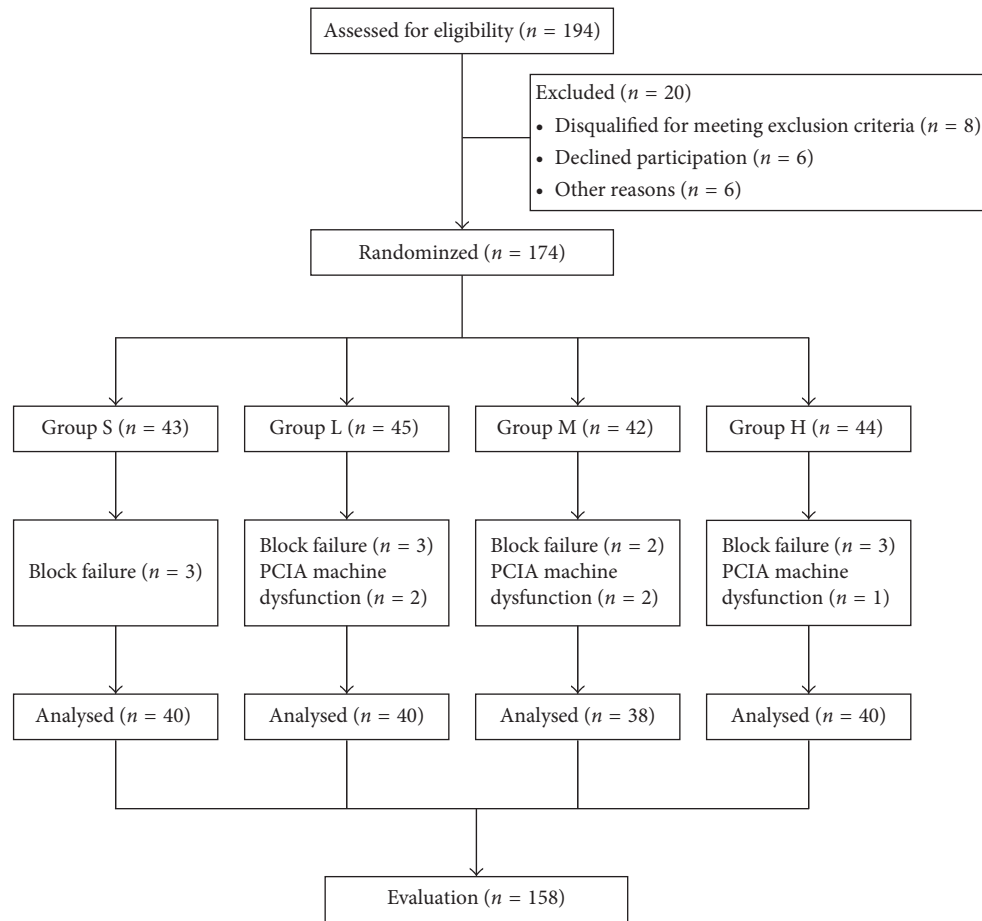 Assessed for eligibility (n = 194)
Excluded (n = 20)
• Disqualified for meeting exclusion criteria (n = 8)
• Declined participation (n = 6)
• Other reasons (n = 6)
Randominzed (n = 174)
Group S (n = 43)
Group L (n = 45)
Group M (n = 42)
Group H (n = 44)
Block failure (n = 3)
Block failure (n = 3)
PCIA machine
dysfunction (n = 2)
Block failure (n = 2)
PCIA machine
dysfunction (n = 2)
Block failure (n = 3)
PCIA machine
dysfunction (n = 1)
Analysed (n = 40)
Analysed (n = 40)
Analysed (n = 38)
Analysed (n = 40)
Evaluation (n = 158)